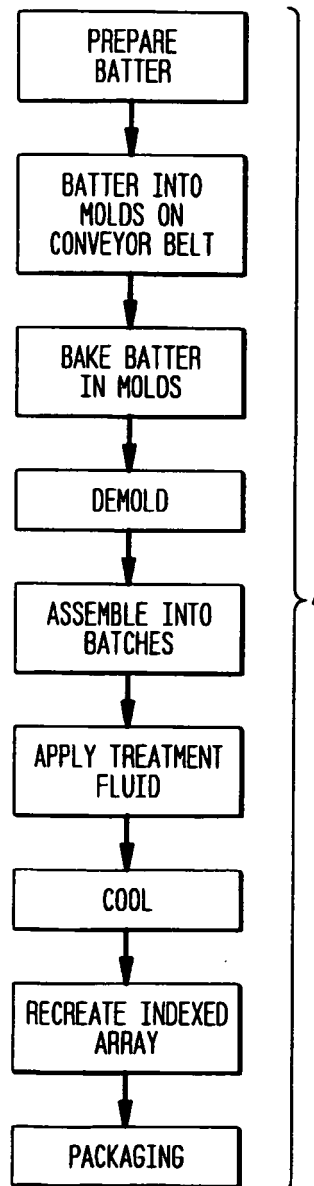 PREPARE
BATTER
BATTER INTO
MOLDS ON
CONVEYOR BELT
BAKE BATTER
IN MOLDS
DEMOLD
ASSEMBLE INTO
BATCHES
APPLY TREATMENT
FLUID
COOL
RECREATE INDEXED
ARRAY
PACKAGING